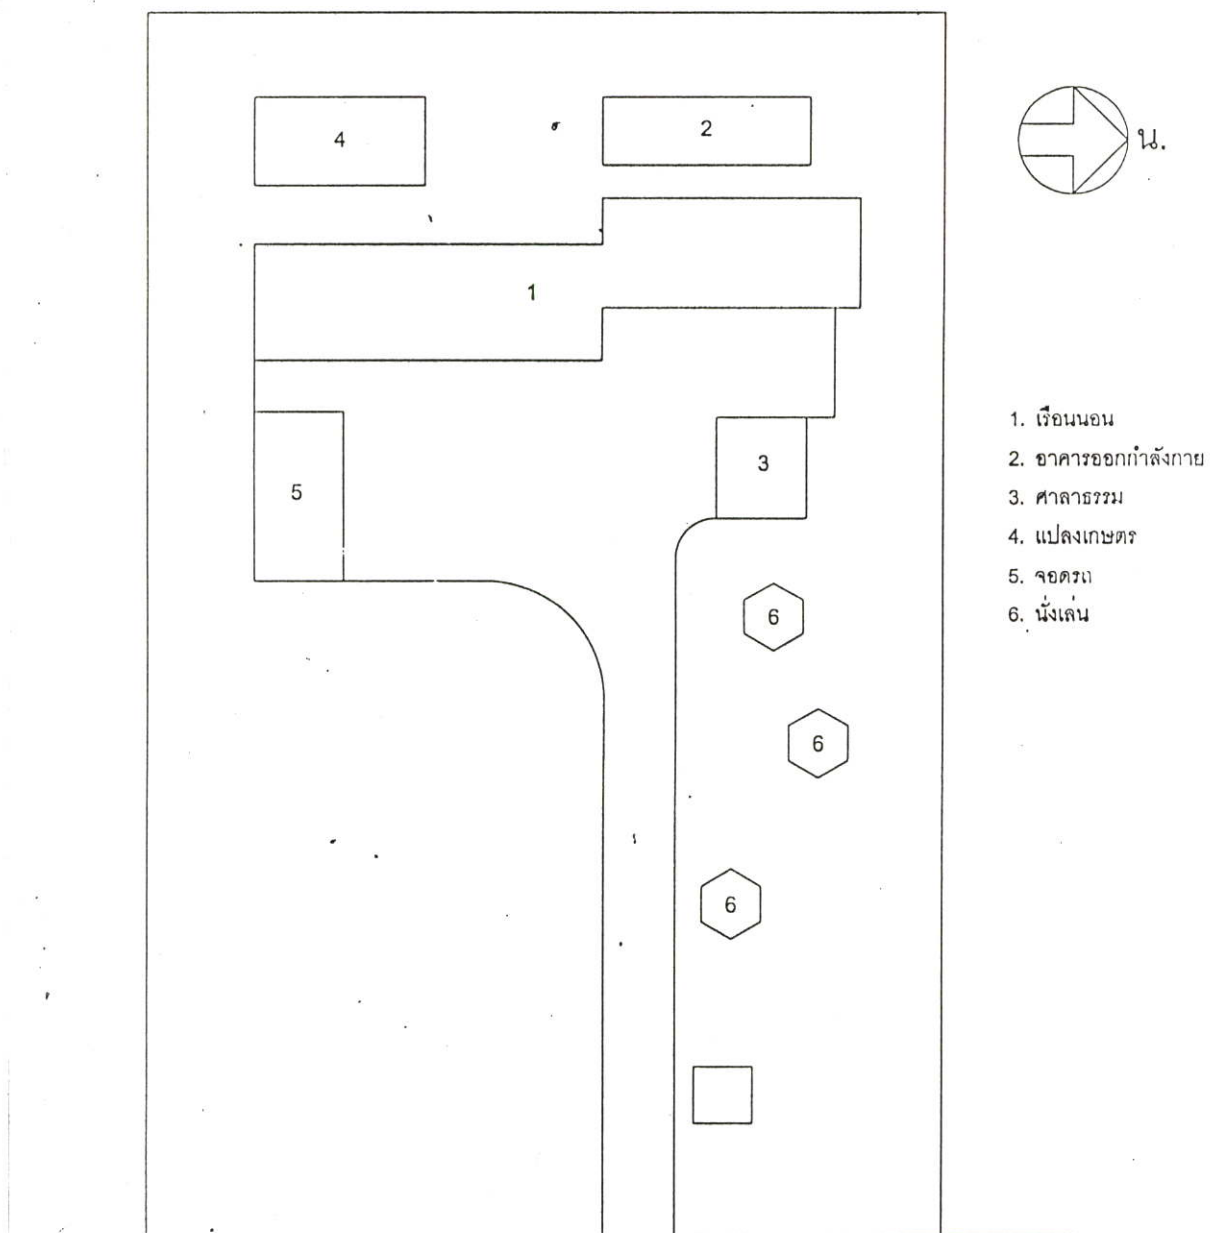 4
2
น.
1
1. เรือนนอน
2. อาคารออกกำลังกาย
3. ศาลาธรรม
4. แปลงเกษตร
5. จอดรถ
6. นั่งเล่น
3
5
6
6
6